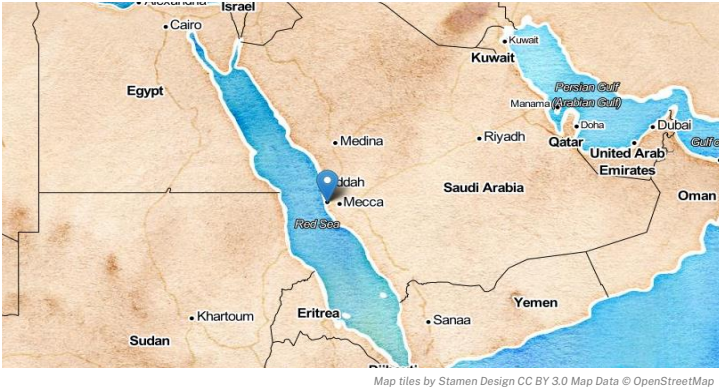 Israel
Cairo
Kuwait
Kuwait
Egypt
Persian Gulf
Manama
(Arabian Gulf)
Doha
Dubai
Medina
Riyadh
Qatar
United Arab
Emirates
ddah
Mecca
Saudi Arabia
Oman
Red Sea
Yemen
Eritrea
Khartoum
Sanaa
Sudan
Map tiles by Stamen Design CC BY 3.0 Map Data © OpenStreetMap